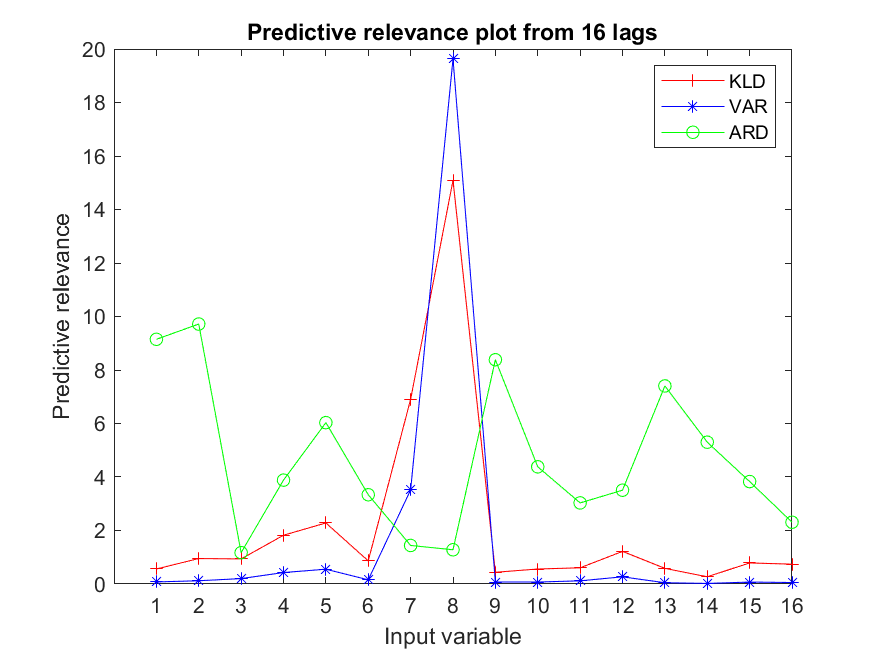 Predictive relevance plot from 16 lags
KLD
VAR
ARD
Predictive relevance
20
18
16
14
12
10
8
6
4
2
0
1 2 3 4 5 6 7 8 9 10 11 12 13 14 15 16
Input variable